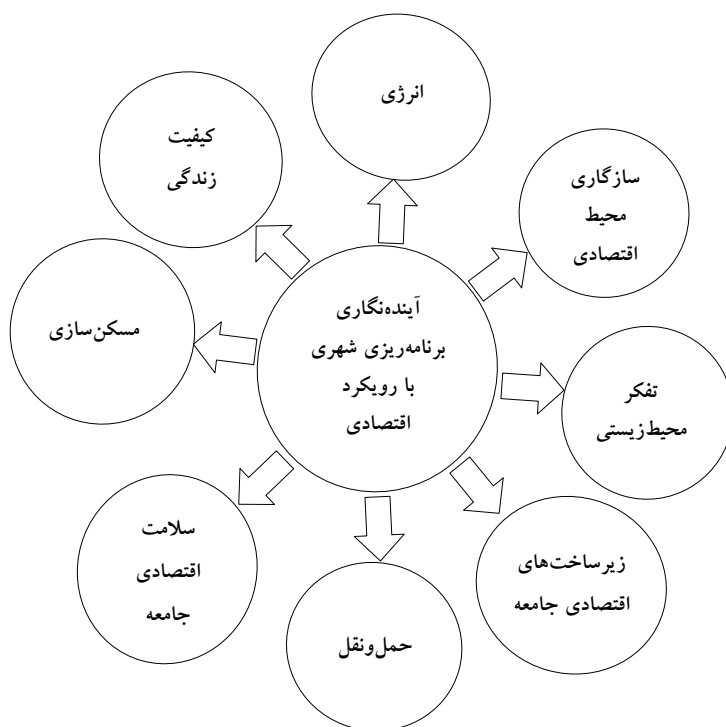 انرژی
سازگاری
محیط
اقتصادی
تفکر
محیط‌زیستی
زیرساخت‌های
اقتصادی جامعه
حمل‌ونقل
سلامت
اقتصادی
جامعه
مسکن‌سازی
کیفیت
زندگی
آینده‌نگاری
برنامه‌ریزی شهری
با رویکرد
اقتصادی